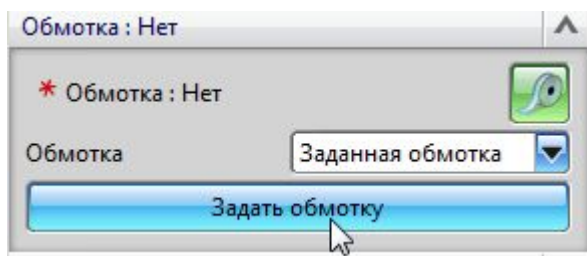 Обмотка : Нет
* Обмотка : Нет
Обмотка Заданная обмотка
Задать обмотку